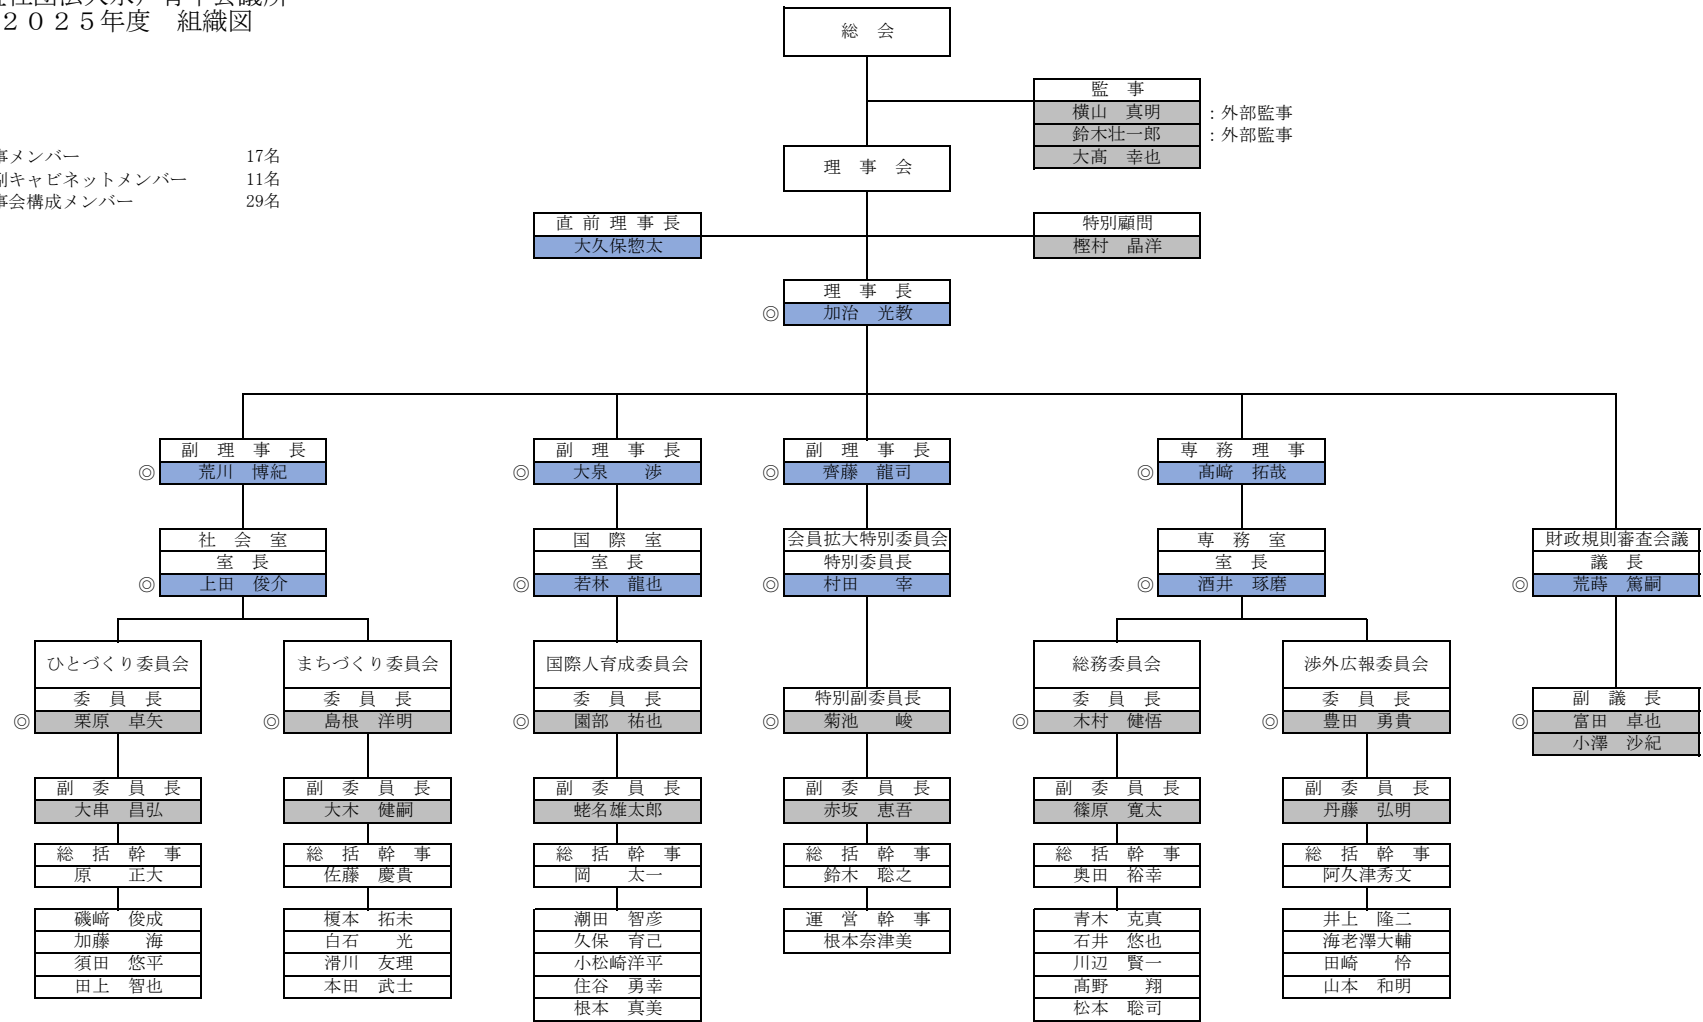 ２０２５年度　組織図
総　会
監　事
横山　真明　：外部監事
鈴木壮一郎　：外部監事
大髙　幸也
メンバー　17名
キャビネットメンバー　11名
事会構成メンバー　29名
理　事　会
直 前 理 事 長
大久保惣太
特別顧問
樫村　晶洋
理　事　長
◎　加治　光教
副　理　事　長
◎　荒川　博紀
社　会　室
室　長
◎　上田　俊介
ひとづくり委員会
委　員　長
◎　栗原　卓矢
副　委　員　長
大串　昌弘
総　括　幹　事
原　　正大
磯﨑　俊成
加藤　　海
須田　悠平
田上　智也
まちづくり委員会
委　員　長
◎　島根　洋明
副　委　員　長
大木　健嗣
総　括　幹　事
佐藤　慶貴
榎本　拓未
白石　　光
滑川　友理
本田　武士
副　理　事　長
◎　大泉　　渉
国　際　室
室　長
◎　若林　龍也
国際人育成委員会
委　員　長
◎　園部　祐也
副　委　員　長
蛯名雄太郎
総　括　幹　事
岡　　太一
潮田　智彦
久保　育己
小松崎洋平
住谷　勇幸
根本　真美
副　理　事　長
◎　齊藤　龍司
会員拡大特別委員会
特別委員長
◎　村田　　宰
特別副委員長
◎　菊池　　峻
副　委　員　長
赤坂　恵吾
総　括　幹　事
鈴木　聡之
運　営　幹　事
根本奈津美
専　務　理　事
◎　髙﨑　拓哉
専　務　室
室　長
◎　酒井　琢磨
総務委員会
委　員　長
◎　木村　健悟
副　委　員　長
篠原　寛太
総　括　幹　事
奥田　裕幸
青木　克真
石井　悠也
川辺　賢一
髙野　　翔
松本　聡司
渉外広報委員会
委　員　長
◎　豊田　勇貴
副　委　員　長
丹藤　弘明
総　括　幹　事
阿久津秀文
井上　隆二
海老澤大輔
田崎　　怜
山本　和明
財政規則審査会議
議　長
◎　荒蒔　篤嗣
副　議　長
◎　富田　卓也
小澤　沙紀